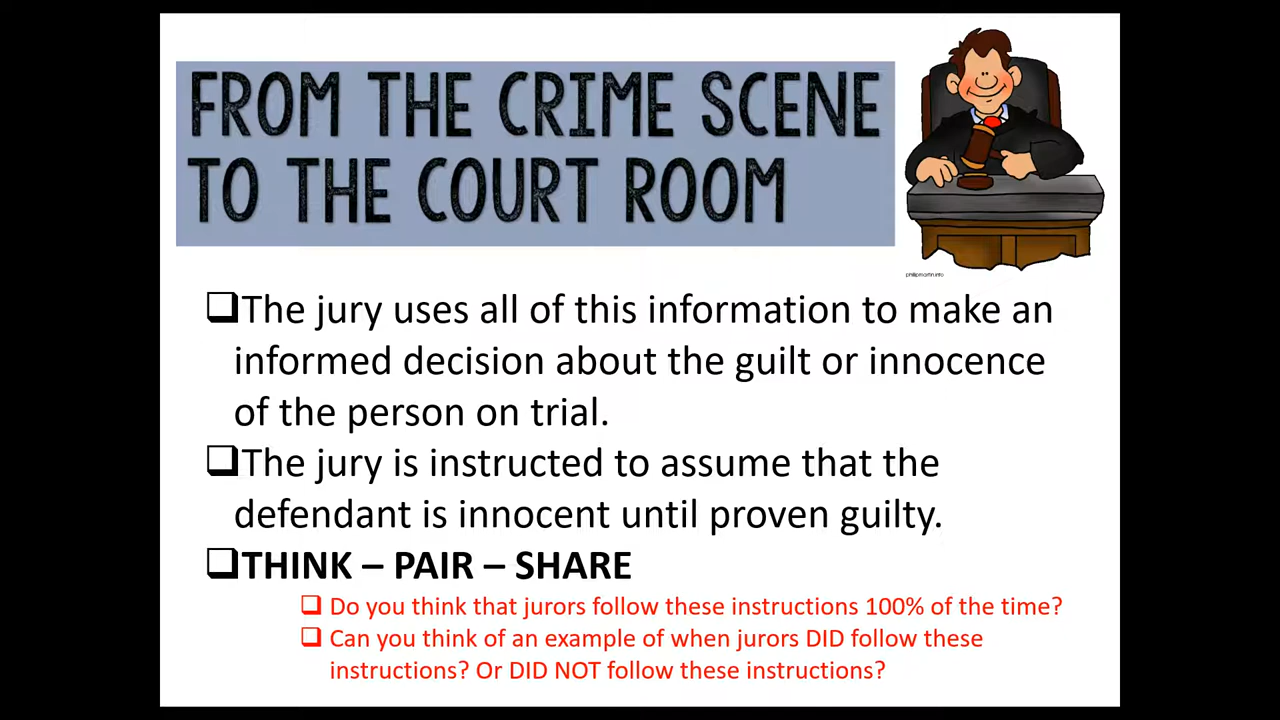 FROM THE CRIME SCENE
TO THE COURT ROOM
phillipmartin.info
The jury uses all of this information to make an
informed decision about the guilt or innocence
of the person on trial.
The jury is instructed to assume that the
defendant is innocent until proven guilty.
THINK – PAIR – SHARE
Do you think that jurors follow these instructions 100% of the time?
Can you think of an example of when jurors DID follow these
instructions? Or DID NOT follow these instructions?